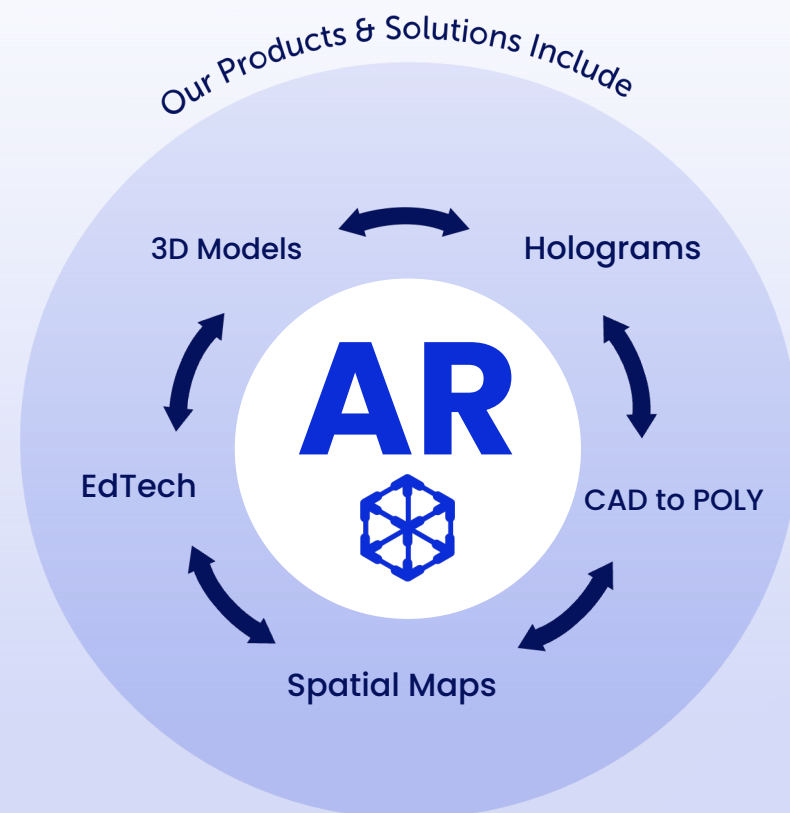 Our Products & Solutions Include
3D Models
Holograms
AR
EdTech
CAD to POLY
Spatial Maps